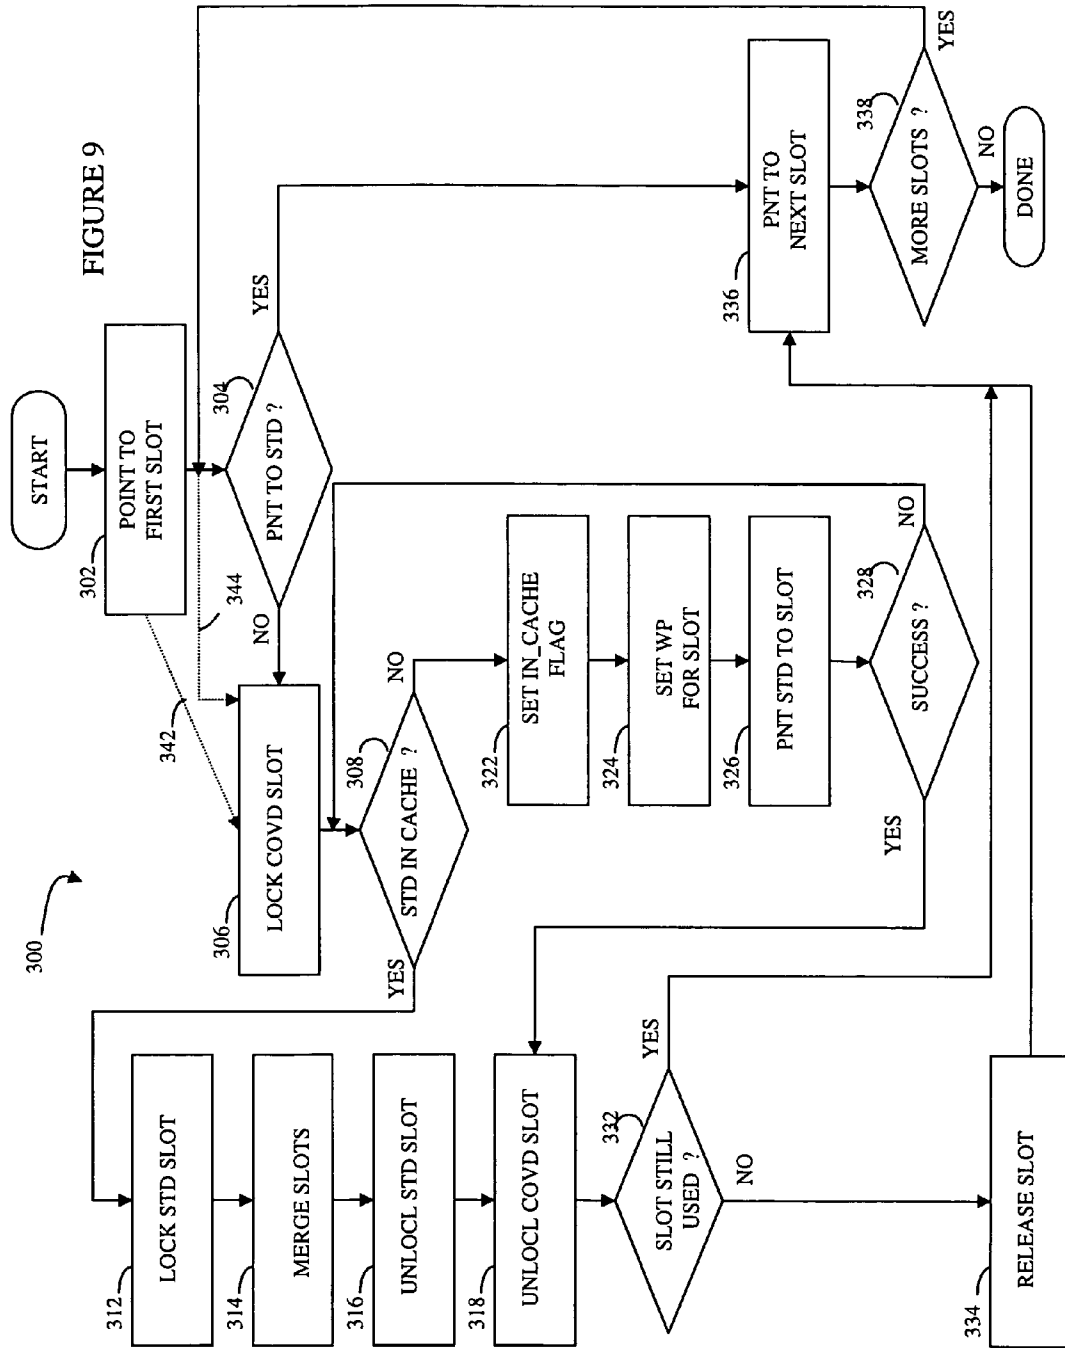 FIGURE 9
300
START
302
POINT TO
FIRST SLOT
342
344
304
PNT TO STD ?
YES
NO
306
LOCK COVD SLOT
308
STD IN CACHE ?
YES
NO
312
LOCK STD SLOT
314
MERGE SLOTS
316
UNLOCL STD SLOT
318
UNLOCL COVD SLOT
322
SET IN_CACHE
FLAG
324
SET WP
FOR SLOT
326
PNT STD TO SLOT
328
SUCCESS ?
YES
NO
332
SLOT STILL
USED ?
YES
NO
334
RELEASE SLOT
336
PNT TO
NEXT SLOT
338
MORE SLOTS ?
YES
NO
DONE